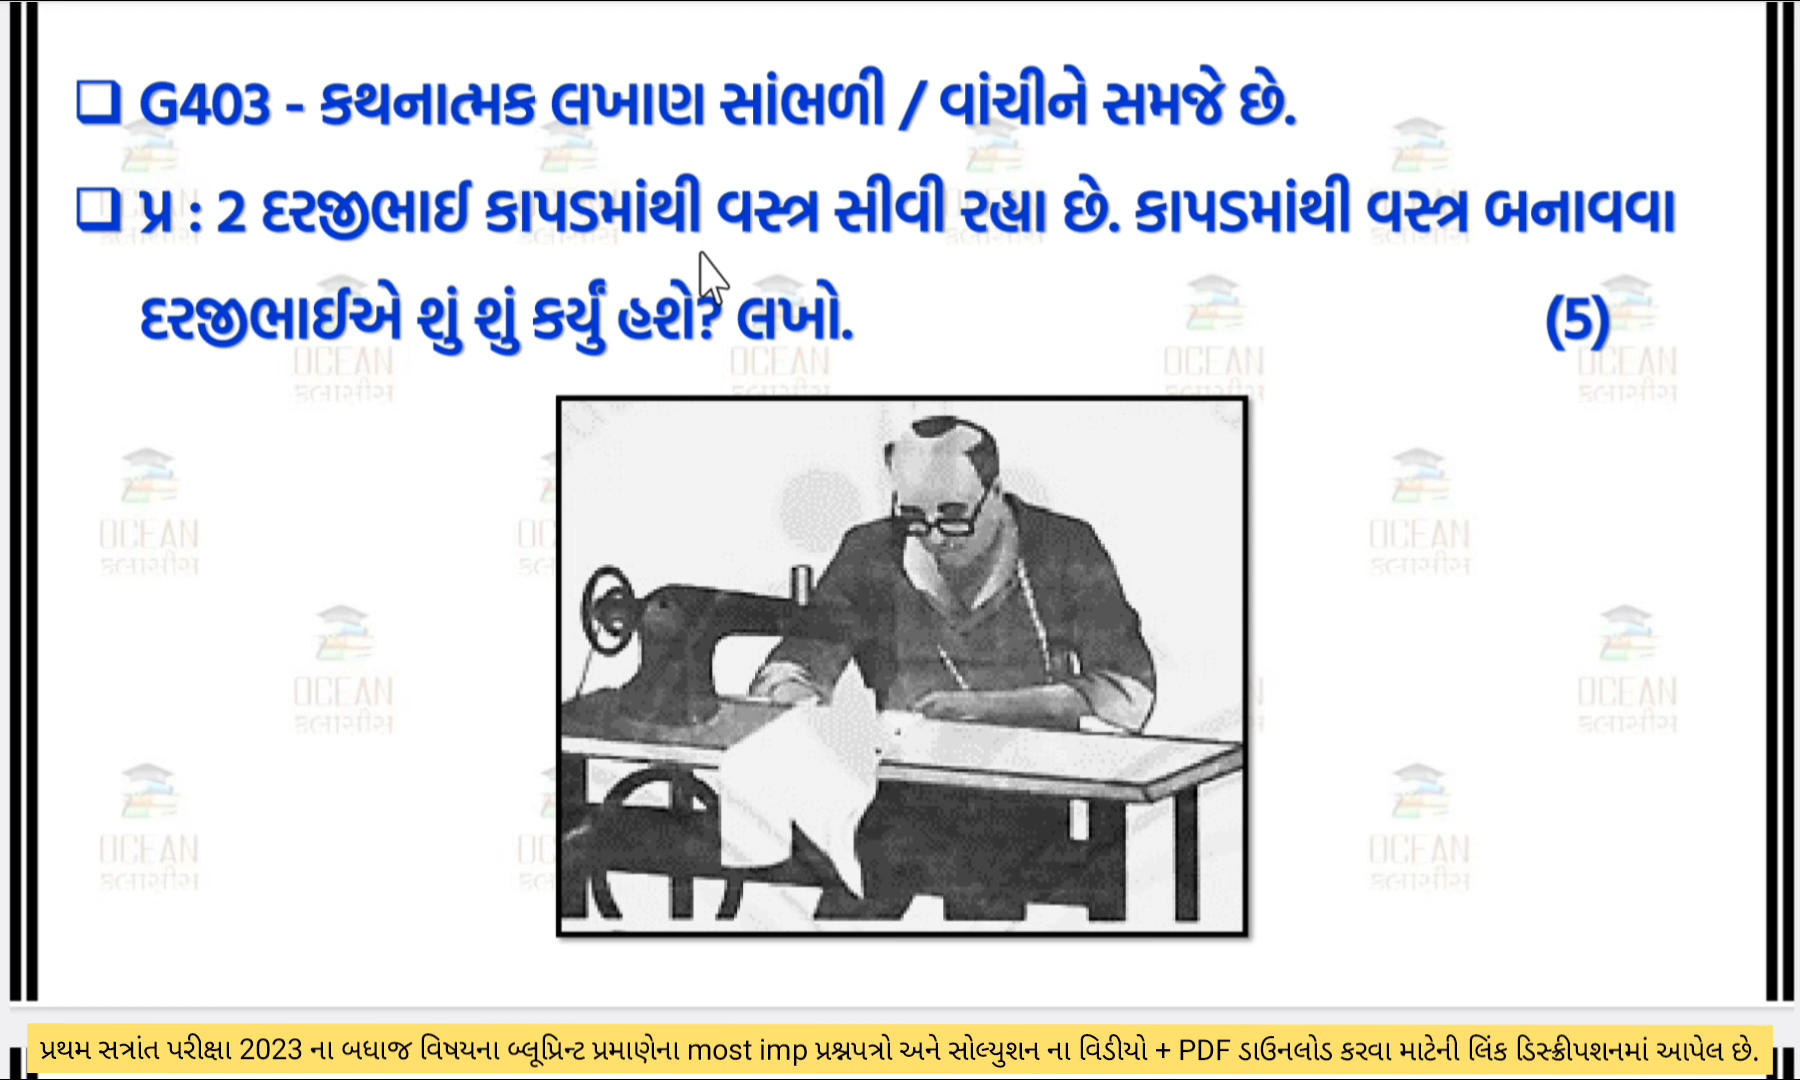 ❑ G403 - કથનાત્મક લખાણ સાંભળી / વાંચીને સમજે છે.
❑ પ્ર : 2 દરજીભાઈ કાપડમાંથી વસ્ત્ર સીવી રહ્યા છે. કાપડમાંથી વસ્ત્ર બનાવવા
દરજીભાઈએ શું શું કર્યું હશે? લખો. (5)
OCEAN
ક્લાસીસ
પ્રથમ સત્રાંત પરીક્ષા 2023 ના બધાજ વિષયના બ્લૂપ્રિન્ટ પ્રમાણેના most imp પ્રશ્નપત્રો અને સોલ્યુશન ના વિડીયો + PDF ડાઉનલોડ કરવા માટેની લિંક ડિસ્ક્રીપશનમાં આપેલ છે.